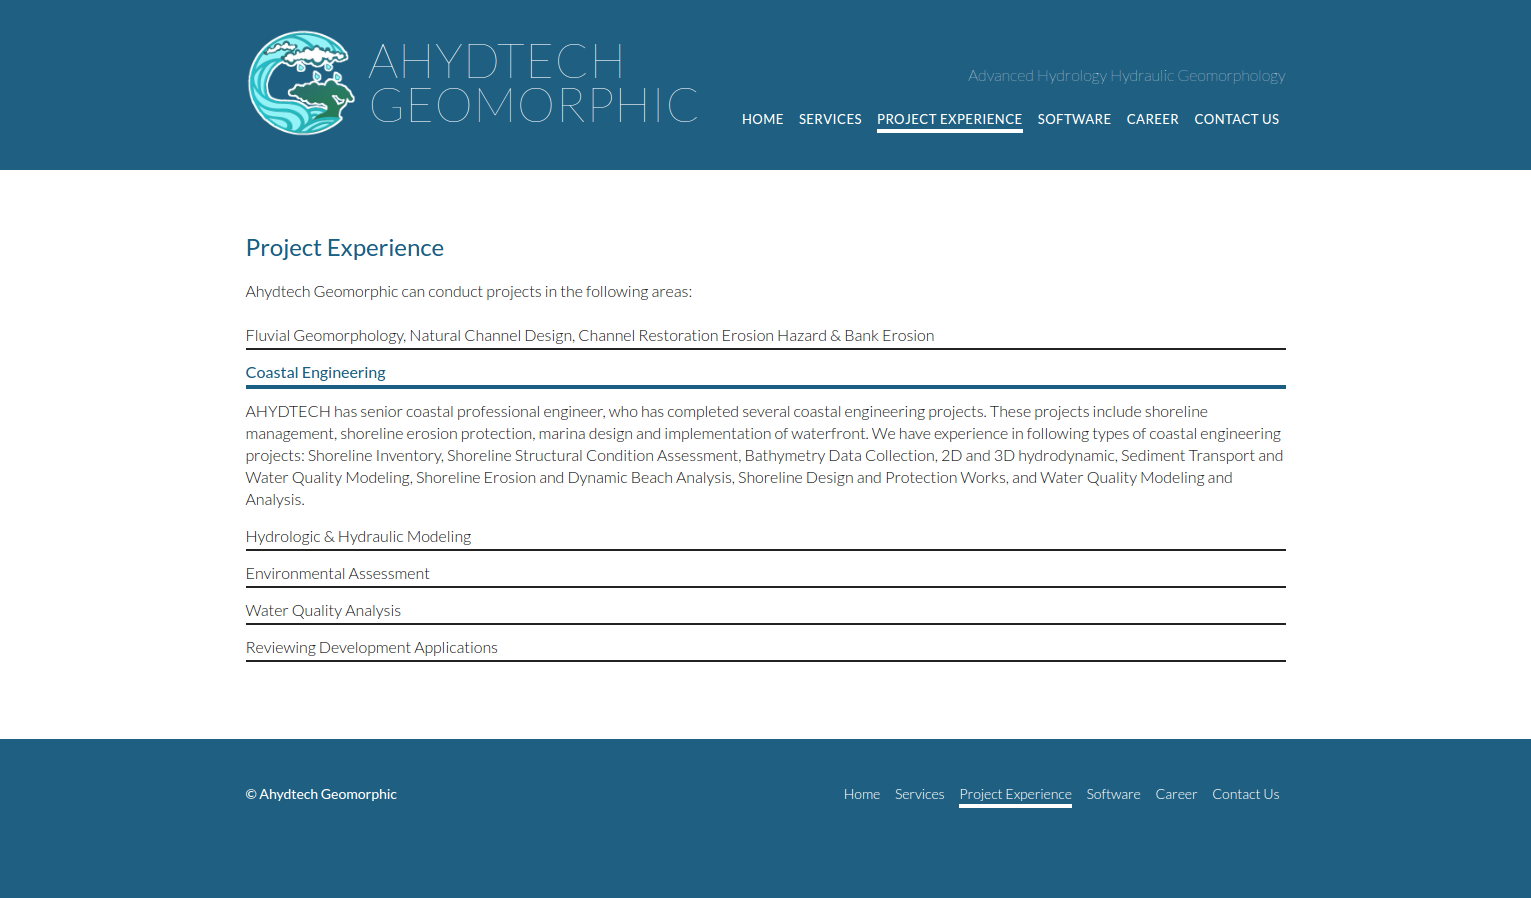 AHYDTECH
GEOMORPHIC
Advanced Hydrology Hydraulic Geomorphology
HOME SERVICES PROJECT EXPERIENCE SOFTWARE CAREER CONTACT US
Project Experience
Ahydtech Geomorphic can conduct projects in the following areas:
Fluvial Geomorphology, Natural Channel Design, Channel Restoration Erosion Hazard & Bank Erosion
Coastal Engineering
AHYDTECH has senior coastal professional engineer, who has completed several coastal engineering projects. These projects include shoreline
management, shoreline erosion protection, marina design and implementation of waterfront. We have experience in following types of coastal engineering
projects: Shoreline Inventory, Shoreline Structural Condition Assessment, Bathymetry Data Collection, 2D and 3D hydrodynamic, Sediment Transport and
Water Quality Modeling, Shoreline Erosion and Dynamic Beach Analysis, Shoreline Design and Protection Works, and Water Quality Modeling and
Analysis.
Hydrologic & Hydraulic Modeling
Environmental Assessment
Water Quality Analysis
Reviewing Development Applications
© Ahydtech Geomorphic
Home Services Project Experience Software Career Contact Us